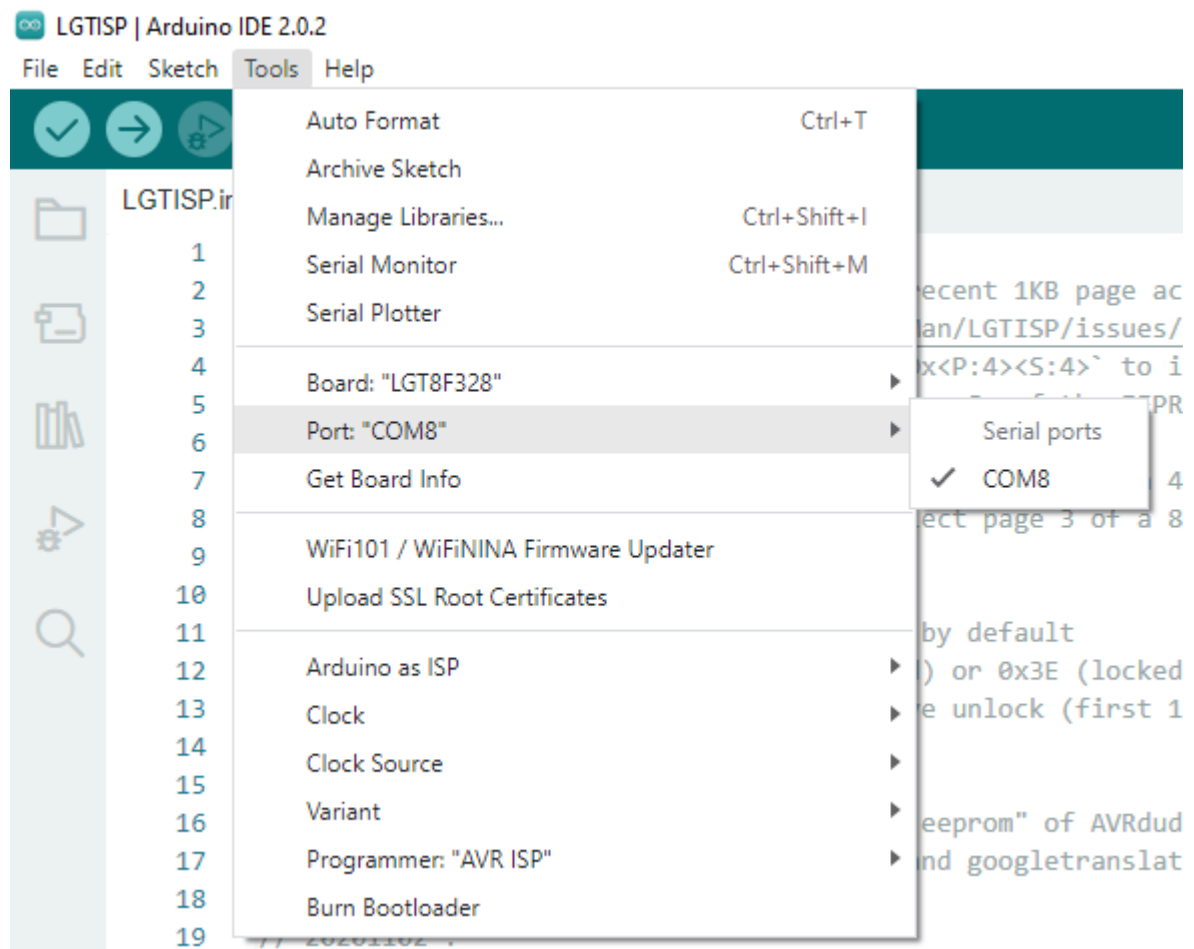 LGTISP | Arduino IDE 2.0.2
File Edit Sketch Tools Help
Auto Format Ctrl+T
Archive Sketch
LGTISP.in
Manage Libraries... Ctrl+Shift+I
1
Serial Monitor Ctrl+Shift+M
2 ecent 1KB page ac
Serial Plotter
3 an/LGTISP/issues/
4 x<P:4><S:4>` to i
Board: "LGT8F328"
5
Port: "COM8" Serial ports
6
7 4
Get Board Info COM8
8 ect page 3 of a 8
9
WiFi101 / WiFiNINA Firmware Updater
10
Upload SSL Root Certificates
11 by default
12 ) or 0x3E (locked
Arduino as ISP
13 e unlock (first 1
Clock
14
Clock Source
15
Variant
16 eeprom" of AVRdud
17 nd googletranslat
Programmer: "AVR ISP"
18
Burn Bootloader
19